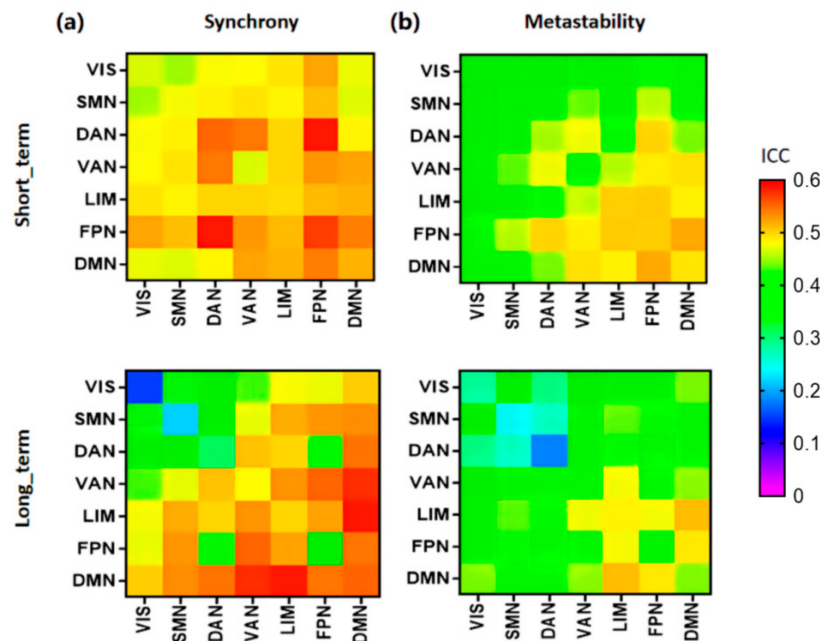 (a) Synchrony (b) Metastability
Short_term
VIS
SMN
DAN
VAN
LIM
FPN
DMN
VIS SMN DAN VAN LIM FPN DMN
VIS
SMN
DAN
VAN
LIM
FPN
DMN
VIS SMN DAN VAN LIM FPN DMN
ICC
0.6
0.5
0.4
0.3
0.2
0.1
0
Long_term
VIS
SMN
DAN
VAN
LIM
FPN
DMN
VIS SMN DAN VAN LIM FPN DMN
VIS
SMN
DAN
VAN
LIM
FPN
DMN
VIS SMN DAN VAN LIM FPN DMN